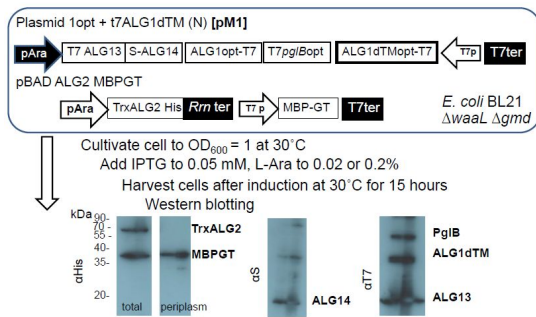 Plasmid 1opt + t7ALG1dTM (N) [pM1]
pAra T7 ALG13 S-ALG14 ALG1opt-T7 T7pglBopt ALG1dTMopt-T7 T7p T7ter
pBAD ALG2 MBPGT
pAra TrxALG2 His Rrn ter T7 p MBP-GT T7ter
E. coli BL21
ΔwaaL Δgmd
Cultivate cell to OD600 = 1 at 30˚C
Add IPTG to 0.05 mM, L-Ara to 0.02 or 0.2%
Harvest cells after induction at 30˚C for 15 hours
Western blotting
kDa
90-
70-
55-
40-
35-
20-
αHis
TrxALG2
MBPGT
total periplasm
αS
ALG14
αT7
PglB
ALG1dTM
ALG13